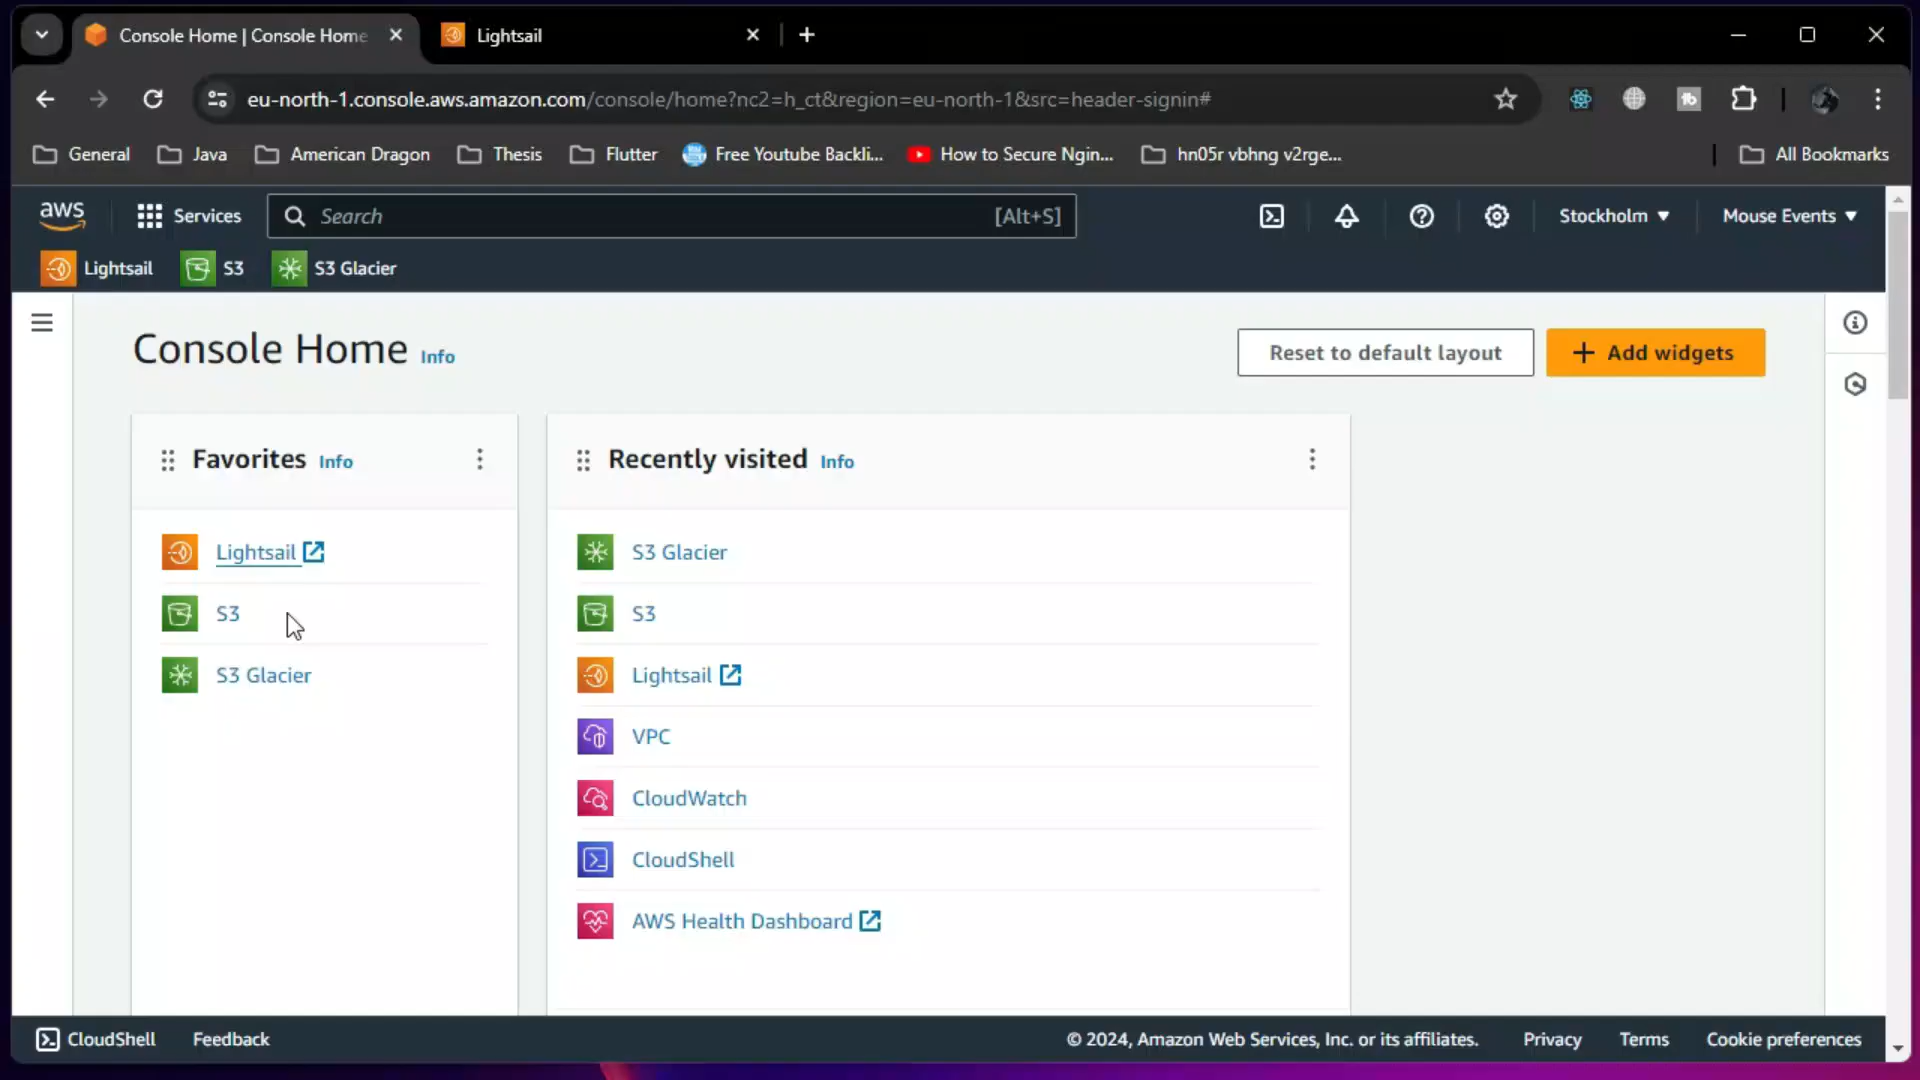 Console Home | Console Home
Lightsail
eu-north-1.console.aws.amazon.com/console/home?nc2=h_ct&region=eu-north-1&src=header-signin#
General
Java
American Dragon
Thesis
Flutter
Free Youtube Backli...
How to Secure Ngin...
hn05r vbhng v2rge...
All Bookmarks
aws
Services
Search
[Alt+S]
Stockholm
Mouse Events
Lightsail
S3
S3 Glacier
Console Home Info
Reset to default layout
Add widgets
Favorites Info
Lightsail
S3
S3 Glacier
Recently visited Info
S3 Glacier
S3
Lightsail
VPC
CloudWatch
CloudShell
AWS Health Dashboard
CloudShell
Feedback
© 2024, Amazon Web Services, Inc. or its affiliates.
Privacy
Terms
Cookie preferences